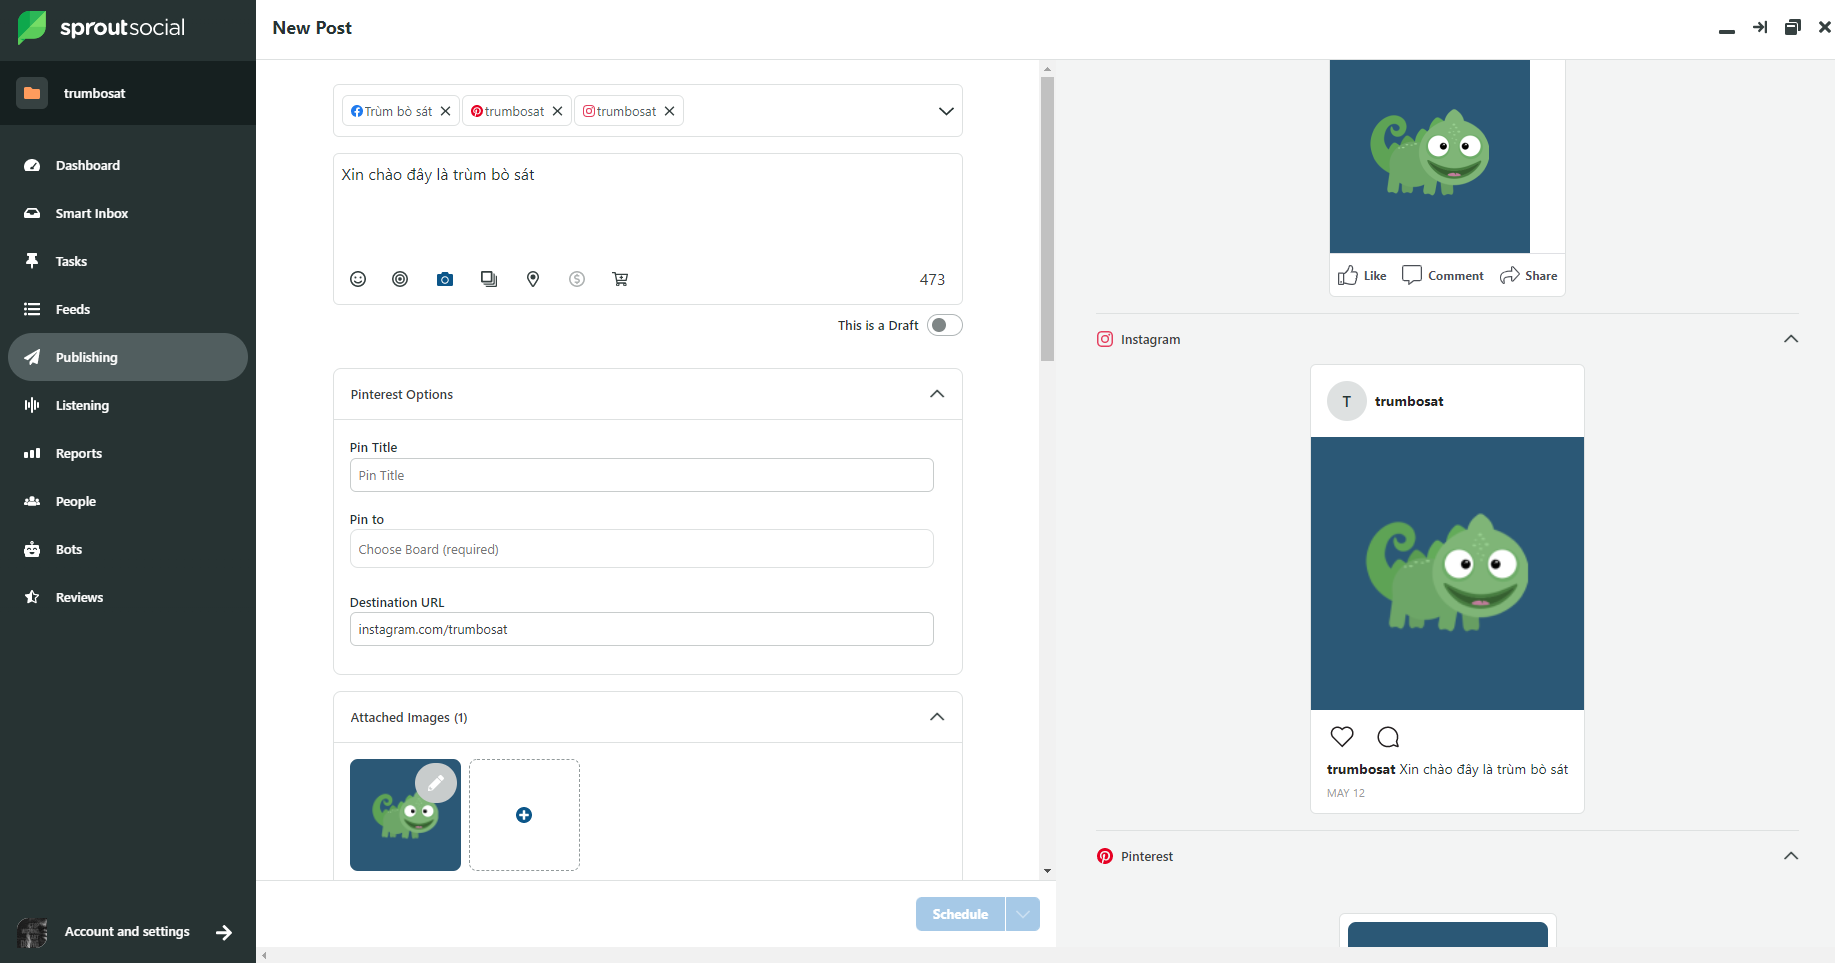 sproutsocial
New Post
trumbosat
Dashboard
Smart Inbox
Tasks
Feeds
Publishing
Listening
Reports
People
Bots
Reviews
Account and settings
Trùm bò sát trumbosat trumbosat
Xin chào đây là trùm bò sát
473
This is a Draft
Pinterest Options
Pin Title
Pin Title
Pin to
Choose Board (required)
Destination URL
instagram.com/trumbosat
Attached Images (1)
Schedule
Like Comment Share
Instagram
T trumbosat
trumbosat Xin chào đây là trùm bò sát
MAY 12
Pinterest